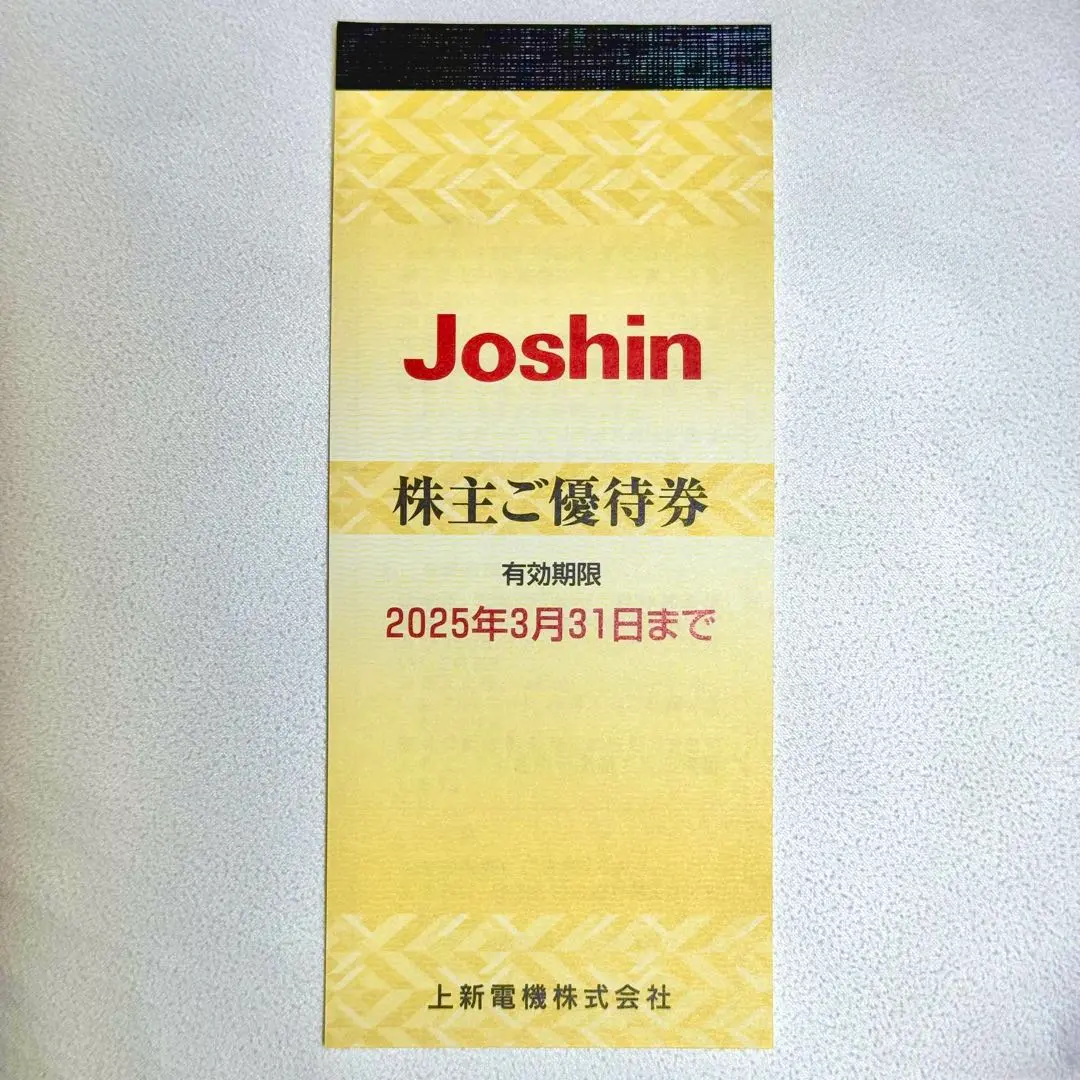 Joshin
株主ご優待券
有効期限
2025年3月31日まで
上新電機株式会社